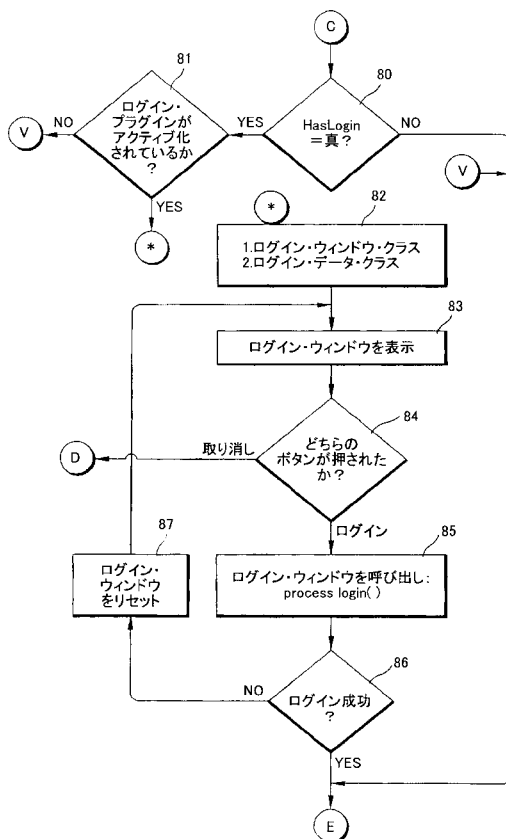 C
81
80
ログイン・
プラグインが
アクティブ化
されているか
?
NO
V
YES
HasLogin
=真?
NO
V
YES
*
*
82
1.ログイン・ウィンドウ・クラス
2.ログイン・データ・クラス
83
ログイン・ウィンドウを表示
84
どちらの
ボタンが押された
か?
取り消し
D
ログイン
87
ログイン・
ウィンドウ
をリセット
85
ログイン・ウィンドウを呼び出し:
process login( )
86
ログイン成功
?
NO
YES
E